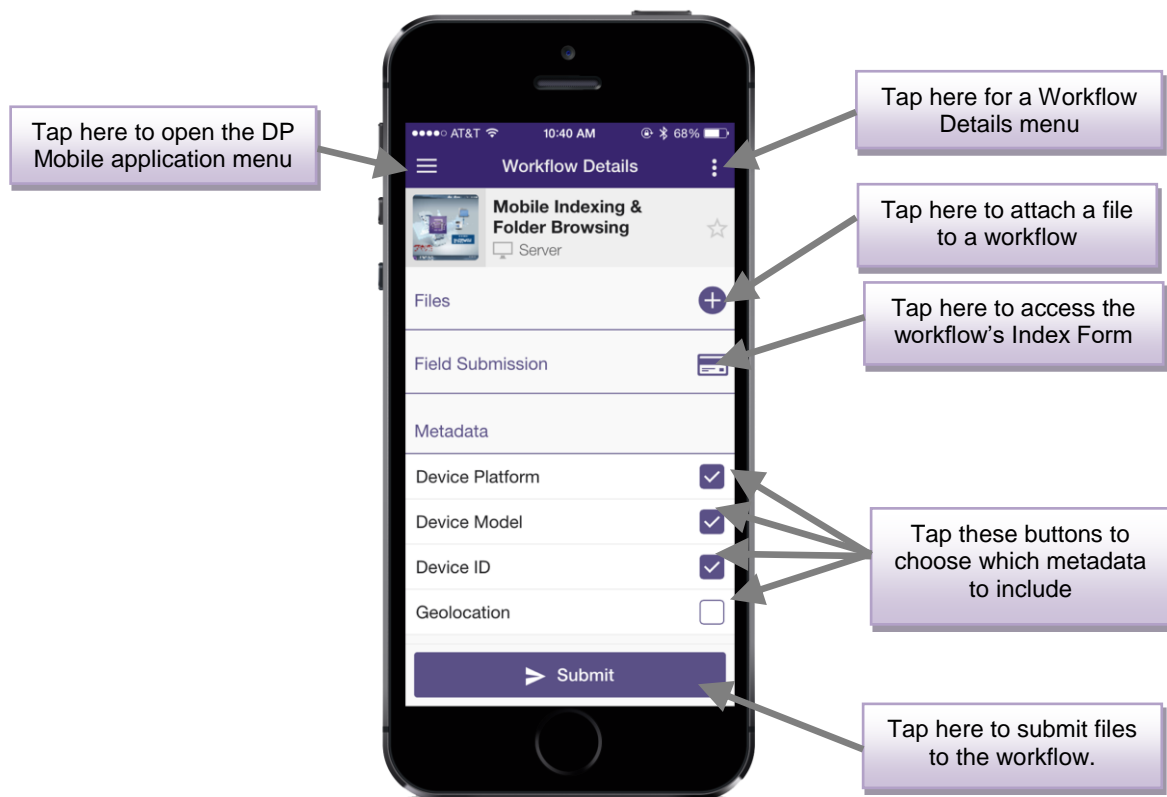 Tap here to open the DP
Mobile application menu
AT&T
10:40 AM
68%
Workflow Details
Mobile Indexing &
Folder Browsing
Server
Files
Field Submission
Metadata
Device Platform
Device Model
Device ID
Geolocation
Submit
Tap here for a Workflow
Details menu
Tap here to attach a file
to a workflow
Tap here to access the
workflow's Index Form
Tap these buttons to
choose which metadata
to include
Tap here to submit files
to the workflow.